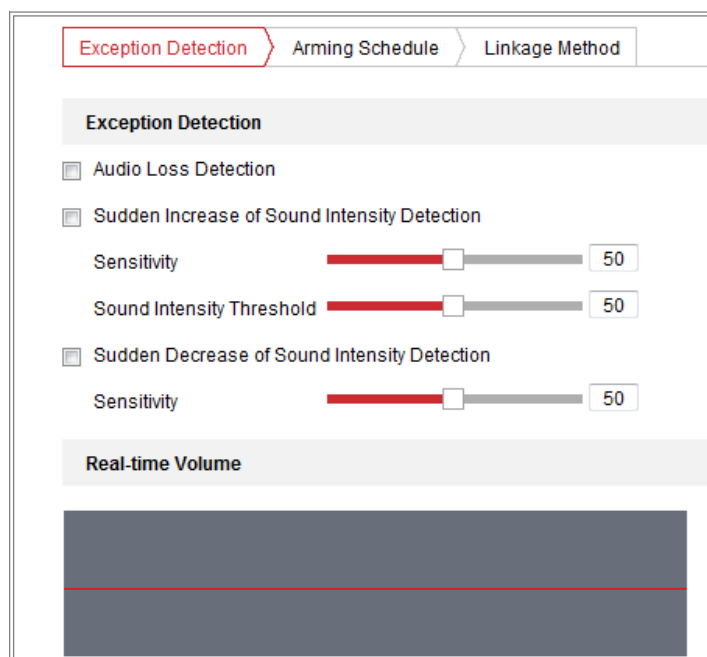 Exception Detection Arming Schedule Linkage Method
Exception Detection
Audio Loss Detection
Sudden Increase of Sound Intensity Detection
Sensitivity 50
Sound Intensity Threshold 50
Sudden Decrease of Sound Intensity Detection
Sensitivity 50
Real-time Volume